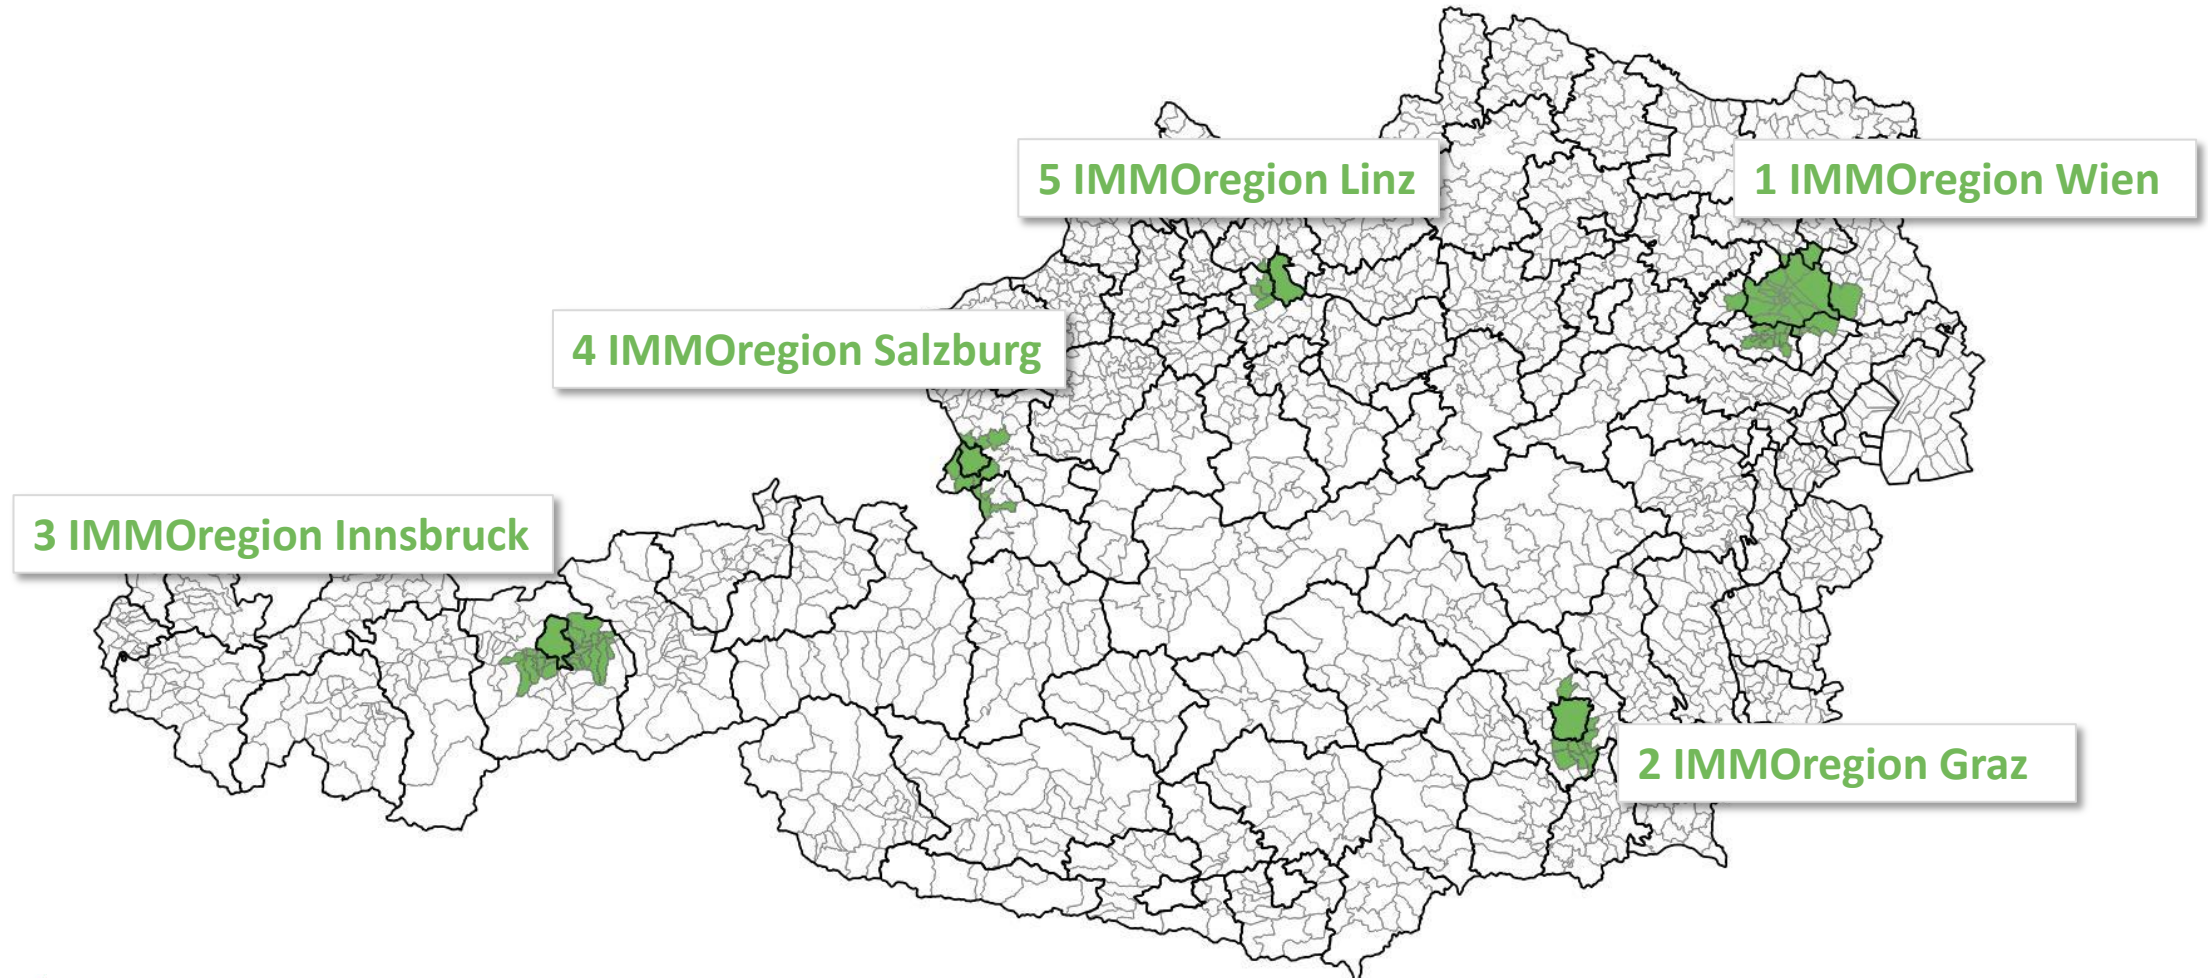 5 IMMOregion Linz
1 IMMOregion Wien
4 IMMOregion Salzburg
3 IMMOregion Innsbruck
2 IMMOregion Graz